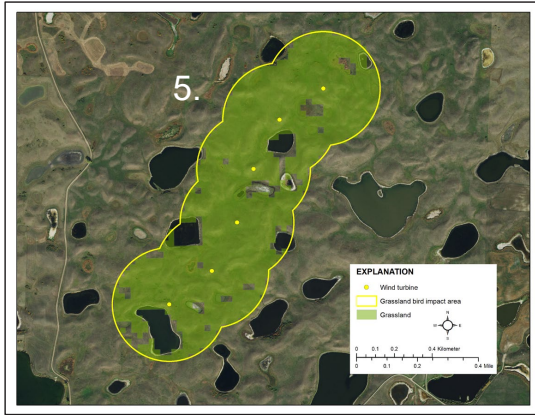 5.
EXPLANATION
Wind turbine
Grassland bird impact area
Grassland
N
W E
S
0 0.1 0.2 0.4 Kilometer
0 0.1 0.2 0.4 Mile